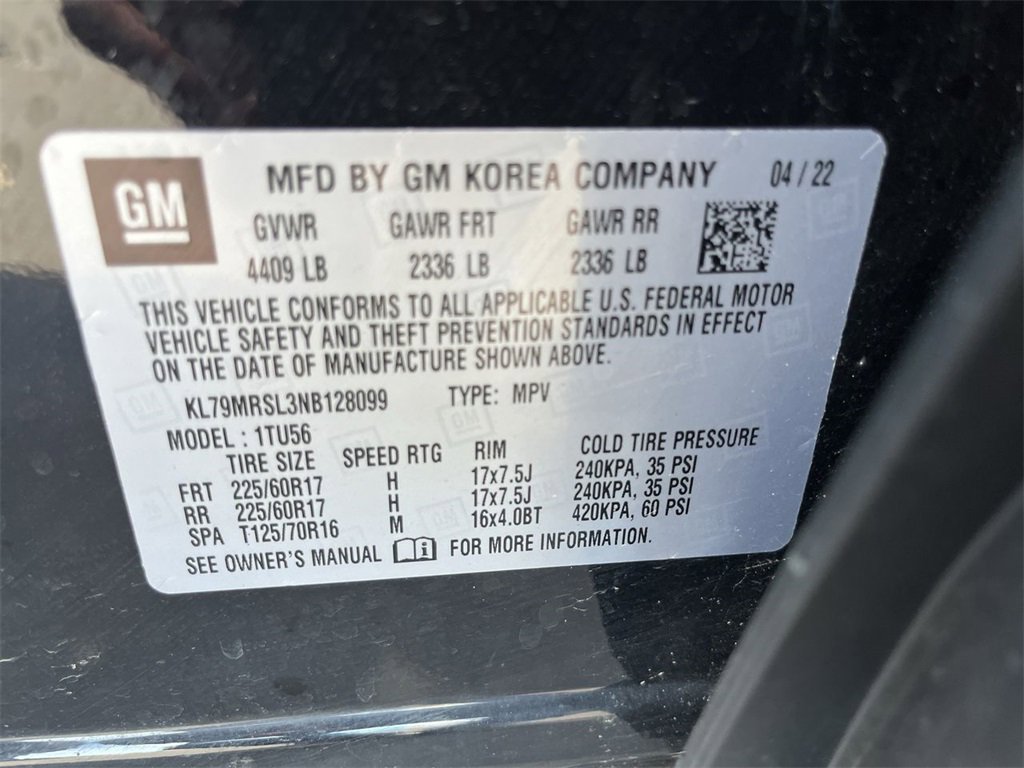 GM
MFD BY GM KOREA COMPANY 04 / 22
GVWR GAWR FRT GAWR RR
4409 LB 2336 LB 2336 LB
THIS VEHICLE CONFORMS TO ALL APPLICABLE U.S. FEDERAL MOTOR
VEHICLE SAFETY AND THEFT PREVENTION STANDARDS IN EFFECT
ON THE DATE OF MANUFACTURE SHOWN ABOVE.
KL79MRSL3NB128099 TYPE: MPV
MODEL : 1TU56
TIRE SIZE SPEED RTG RIM COLD TIRE PRESSURE
FRT 225/60R17 H 17x7.5J 240KPA, 35 PSI
RR 225/60R17 H 17x7.5J 240KPA, 35 PSI
SPA T125/70R16 M 16x4.0BT 420KPA, 60 PSI
SEE OWNER'S MANUAL i FOR MORE INFORMATION.